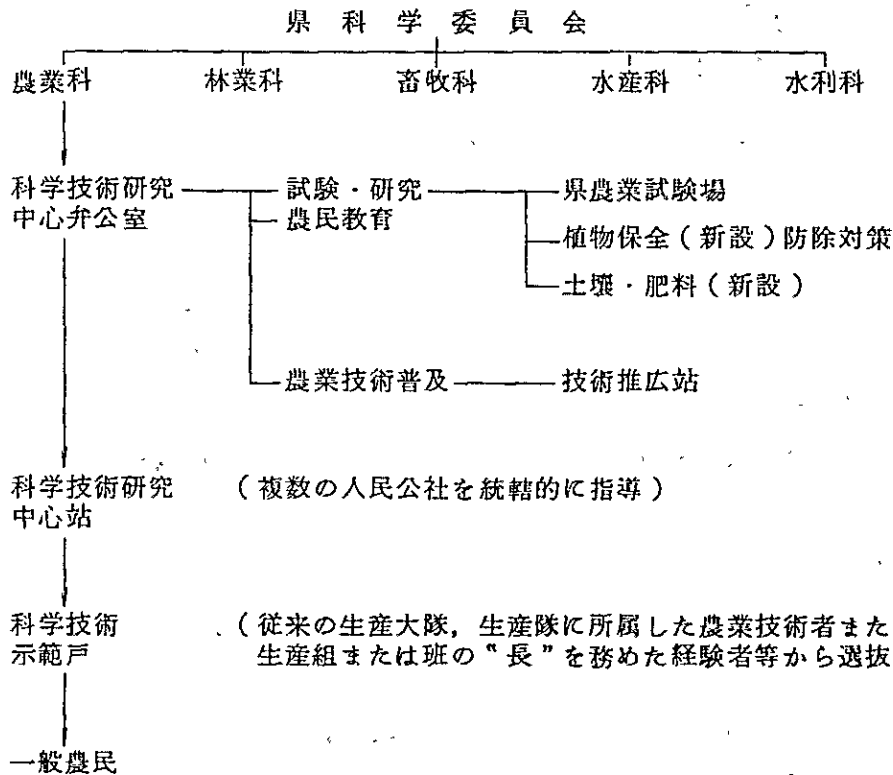 県科学委員会
農業科 林業科 畜牧科 水産科 水利科
科学技術研究 試験・研究 県農業試験場
中心弁公室 農民教育
植物保全(新設)防除対策
土壌・肥料(新設)
農業技術普及 技術推広站
科学技術研究 (複数の人民公社を統轄的に指導)
中心站
科学技術 (従来の生産大隊,生産隊に所属した農業技術者また
示範戸 生産組または班の“長”を務めた経験者等から選抜
一般農民